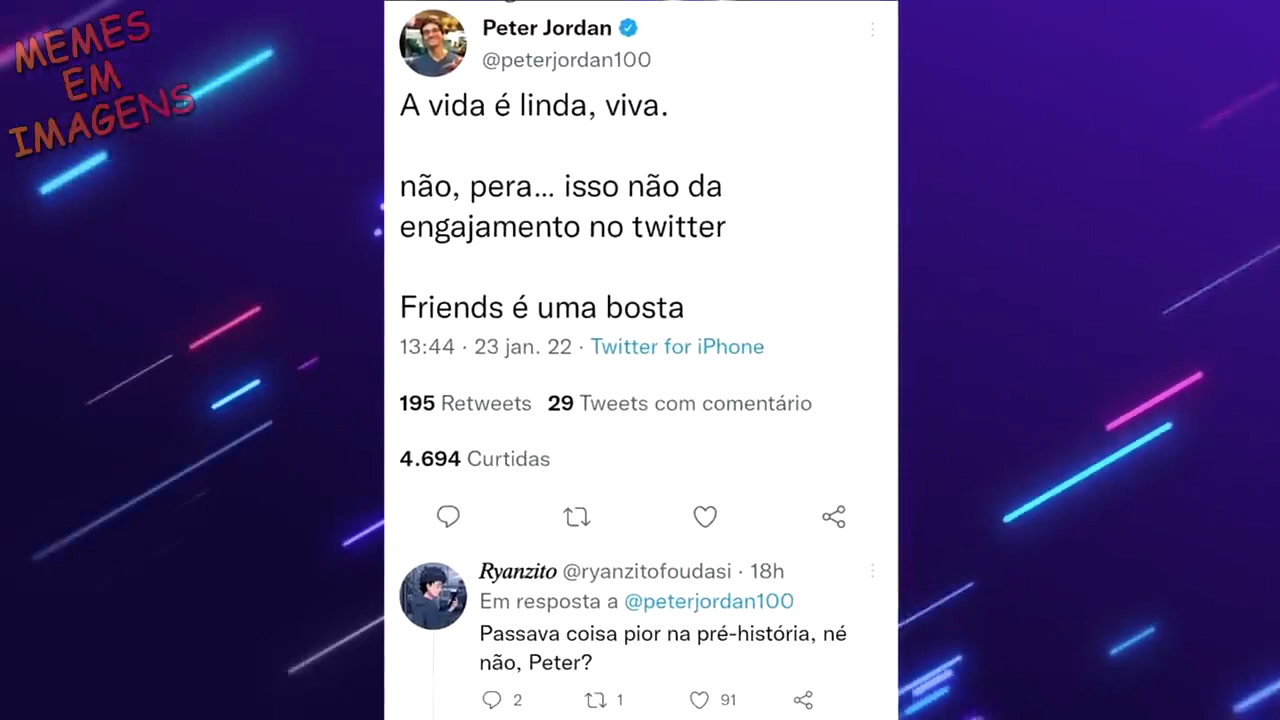 MEMES
EM
IMAGENS
Peter Jordan
@peterjordan100
A vida é linda, viva.
não, pera... isso não da
engajamento no twitter
Friends é uma bosta
13:44 · 23 jan. 22 · Twitter for iPhone
195 Retweets 29 Tweets com comentário
4.694 Curtidas
Ryanzito @ryanzitofoudasi · 18h
Em resposta a @peterjordan100
Passava coisa pior na pré-história, né
não, Peter?
2 1 91